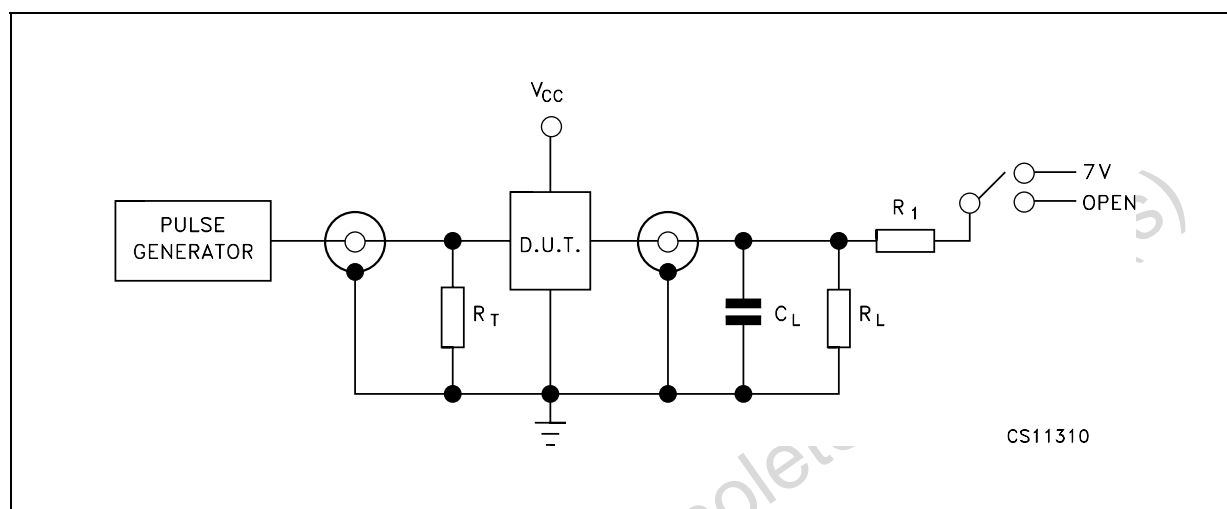 VCC
PULSE
GENERATOR
D.U.T.
RT
CL
RL
R1
7V
OPEN
CS11310